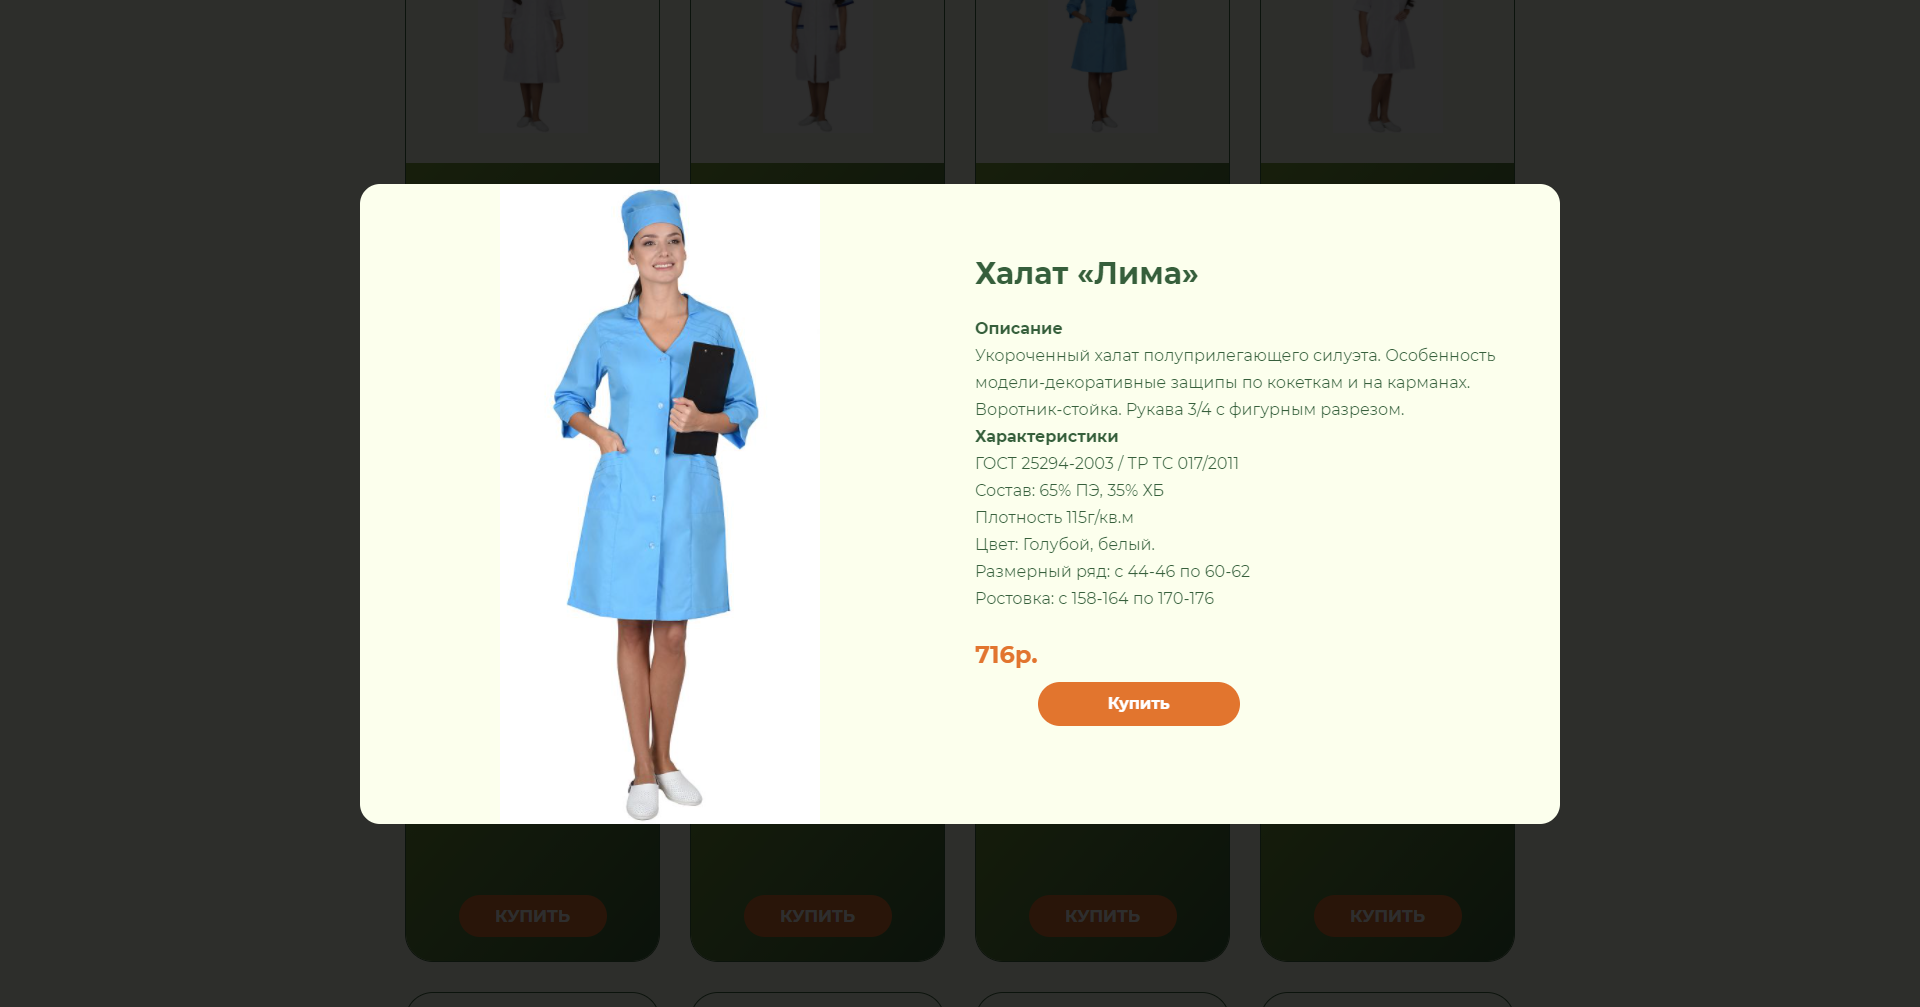 Халат «Лима»
Описание
Укороченный халат полуприлегающего силуэта. Особенность
модели-декоративные защипы по кокеткам и на карманах.
Воротник-стойка. Рукава 3/4 с фигурным разрезом.
Характеристики
ГОСТ 25294-2003 / ТР ТС 017/2011
Состав: 65% ПЭ, 35% ХБ
Плотность 115г/кв.м
Цвет: Голубой, белый.
Размерный ряд: с 44-46 по 60-62
Ростовка: с 158-164 по 170-176
716р.
Купить
КУПИТЬ КУПИТЬ КУПИТЬ КУПИТЬ